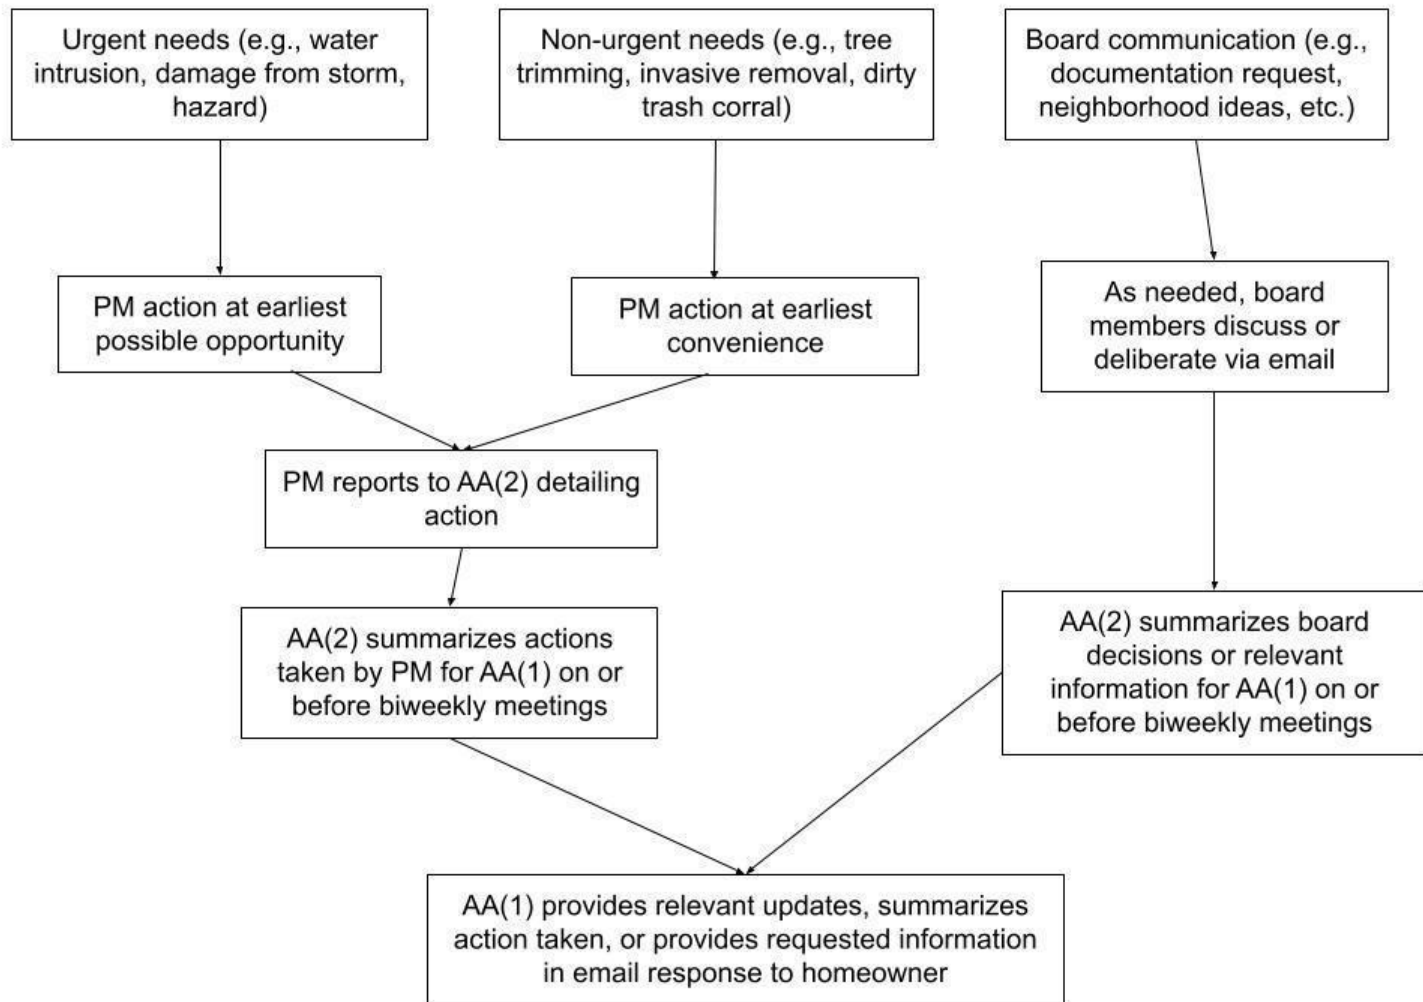 Urgent needs (e.g., water
intrusion, damage from storm,
hazard)
Non-urgent needs (e.g., tree
trimming, invasive removal, dirty
trash corral)
Board communication (e.g.,
documentation request,
neighborhood ideas, etc.)
PM action at earliest
possible opportunity
PM action at earliest
convenience
As needed, board
members discuss or
deliberate via email
PM reports to AA(2) detailing
action
AA(2) summarizes actions
taken by PM for AA(1) on or
before biweekly meetings
AA(2) summarizes board
decisions or relevant
information for AA(1) on or
before biweekly meetings
AA(1) provides relevant updates, summarizes
action taken, or provides requested information
in email response to homeowner